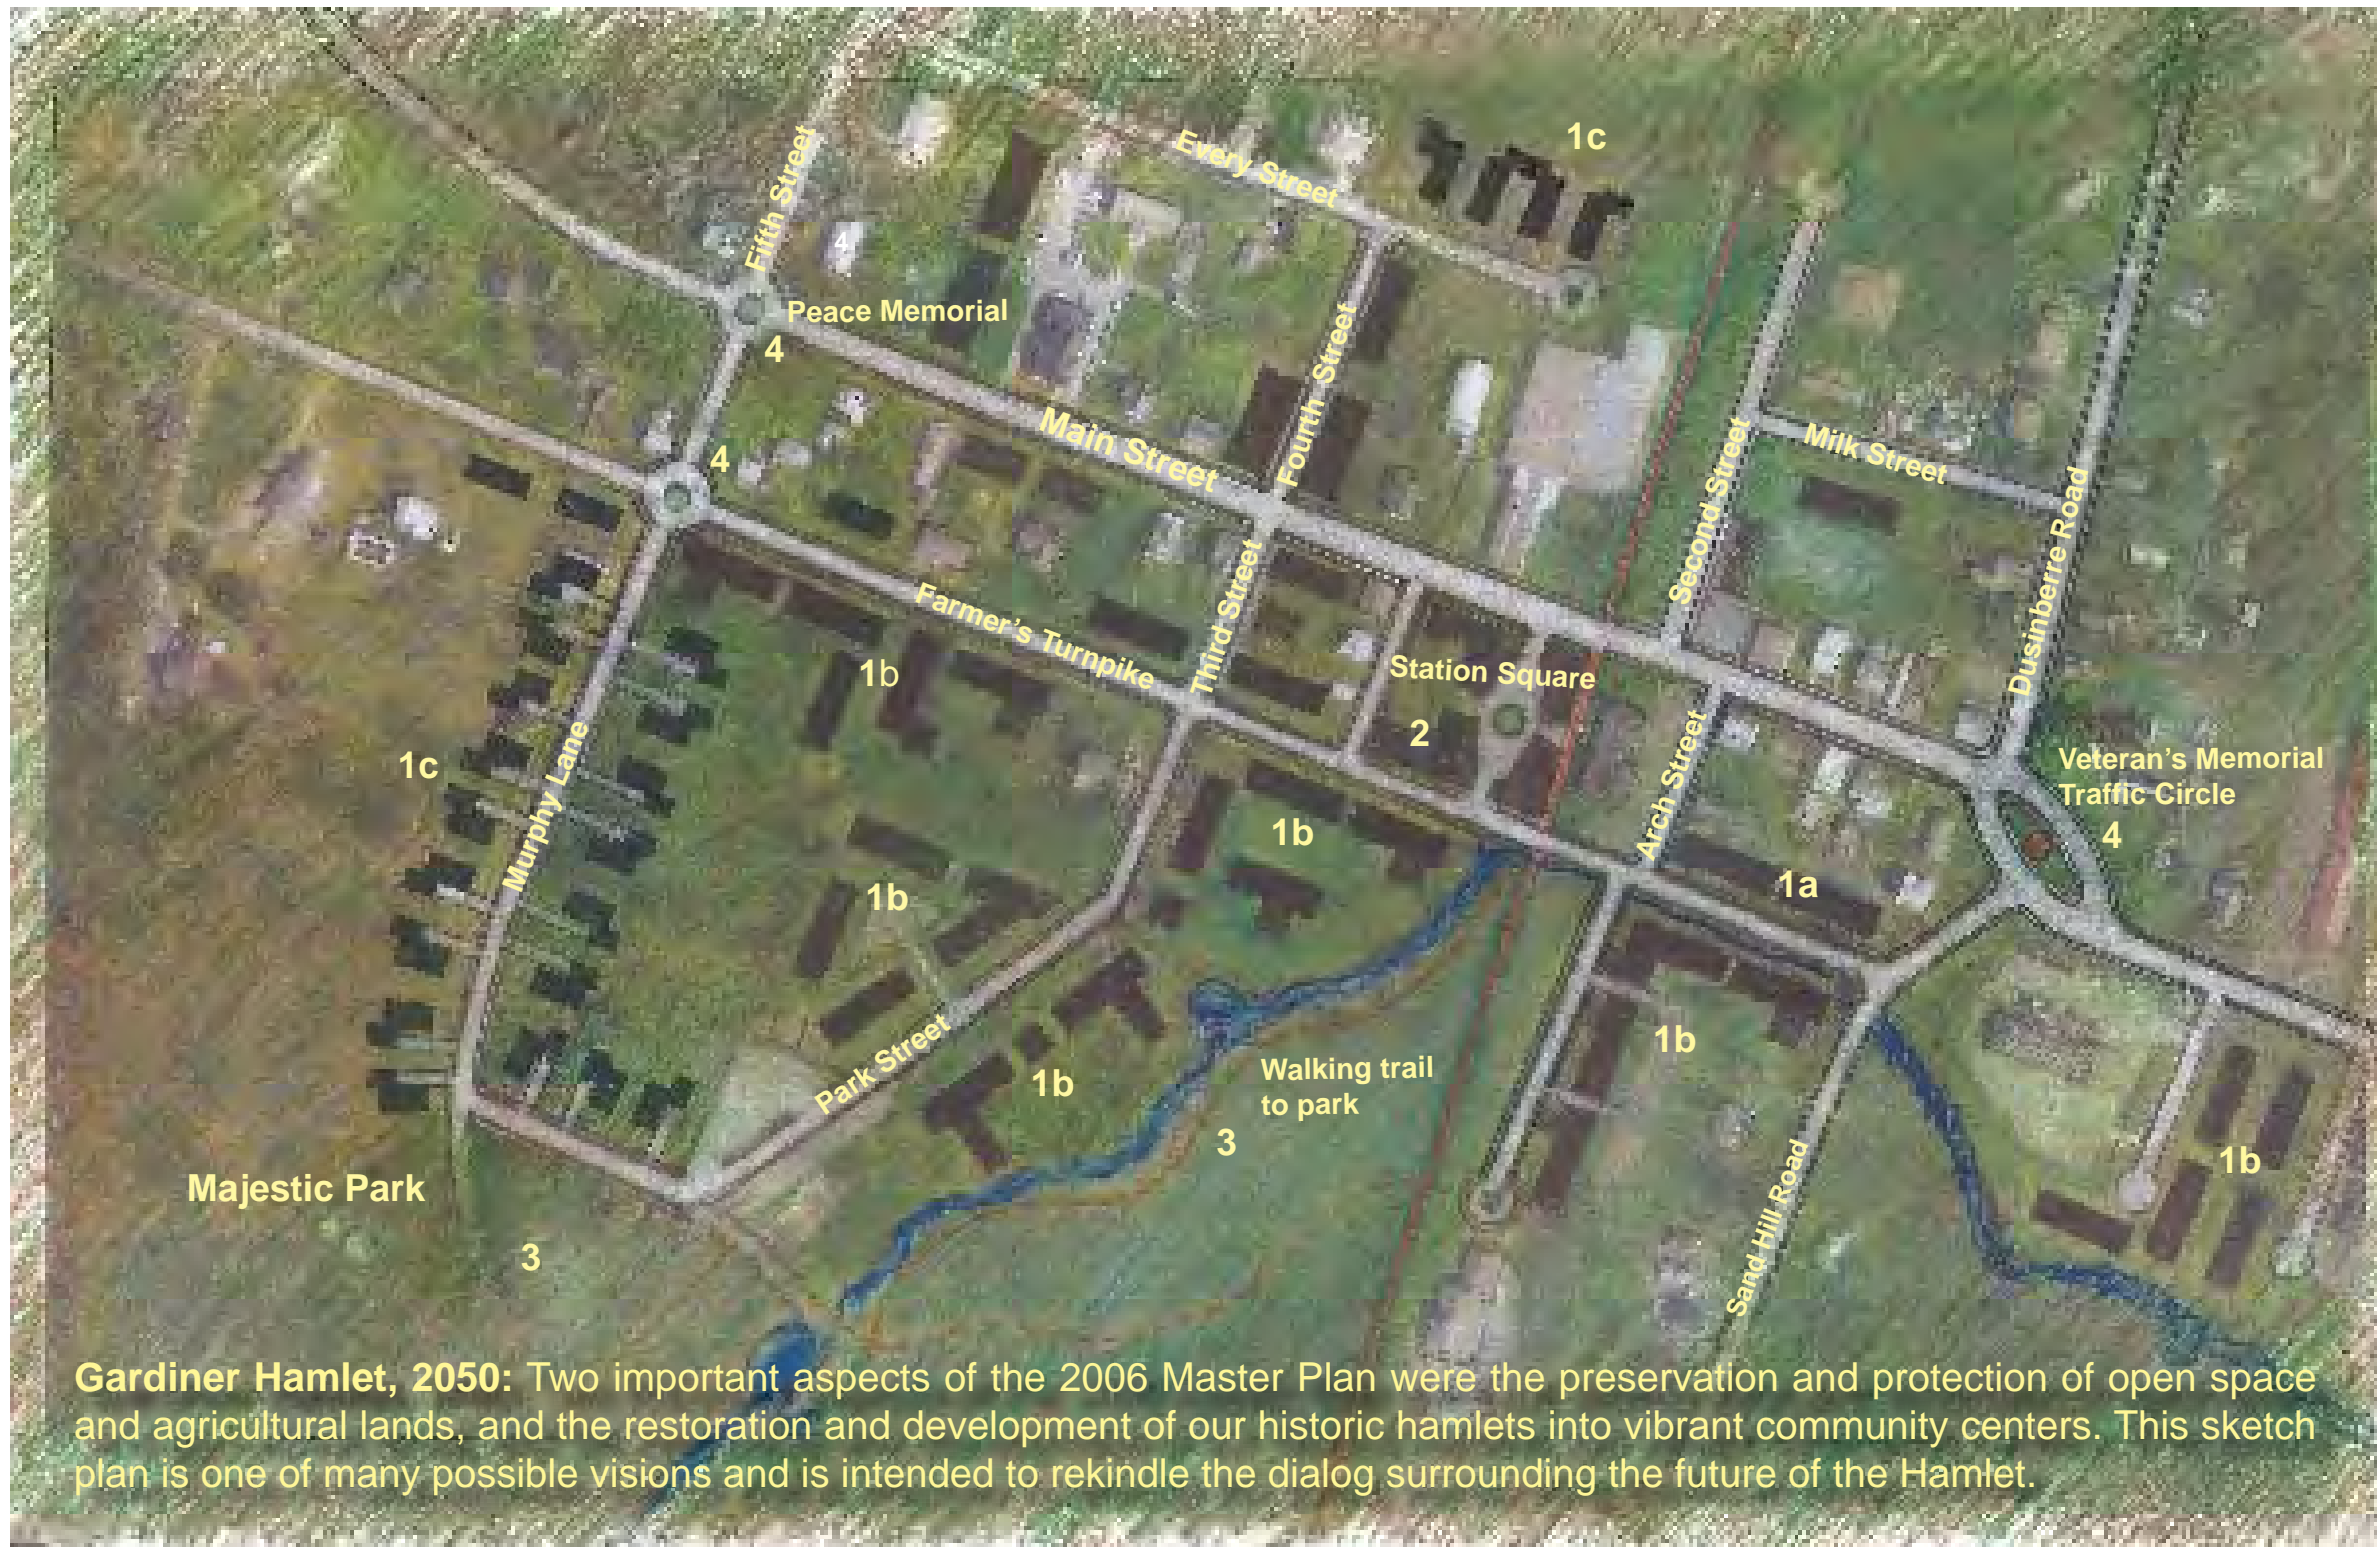 1c
Every Street
Fifth Street
4
Peace Memorial
4
Fourth Street
Main Street
4
Milk Street
Second Street
Dusinberre Road
Third Street
Farmer's Turnpike
1b
Station Square
2
Arch Street
Veteran's Memorial
Traffic Circle
4
1c
Murphy Lane
1b
1a
1b
1b
Park Street
1b
Walking trail
to park
3
1b
Majestic Park
3
Sand Hill Road
Gardiner Hamlet, 2050: Two important aspects of the 2006 Master Plan were the preservation and protection of open space
and agricultural lands, and the restoration and development of our historic hamlets into vibrant community centers. This sketch
plan is one of many possible visions and is intended to rekindle the dialog surrounding the future of the Hamlet.